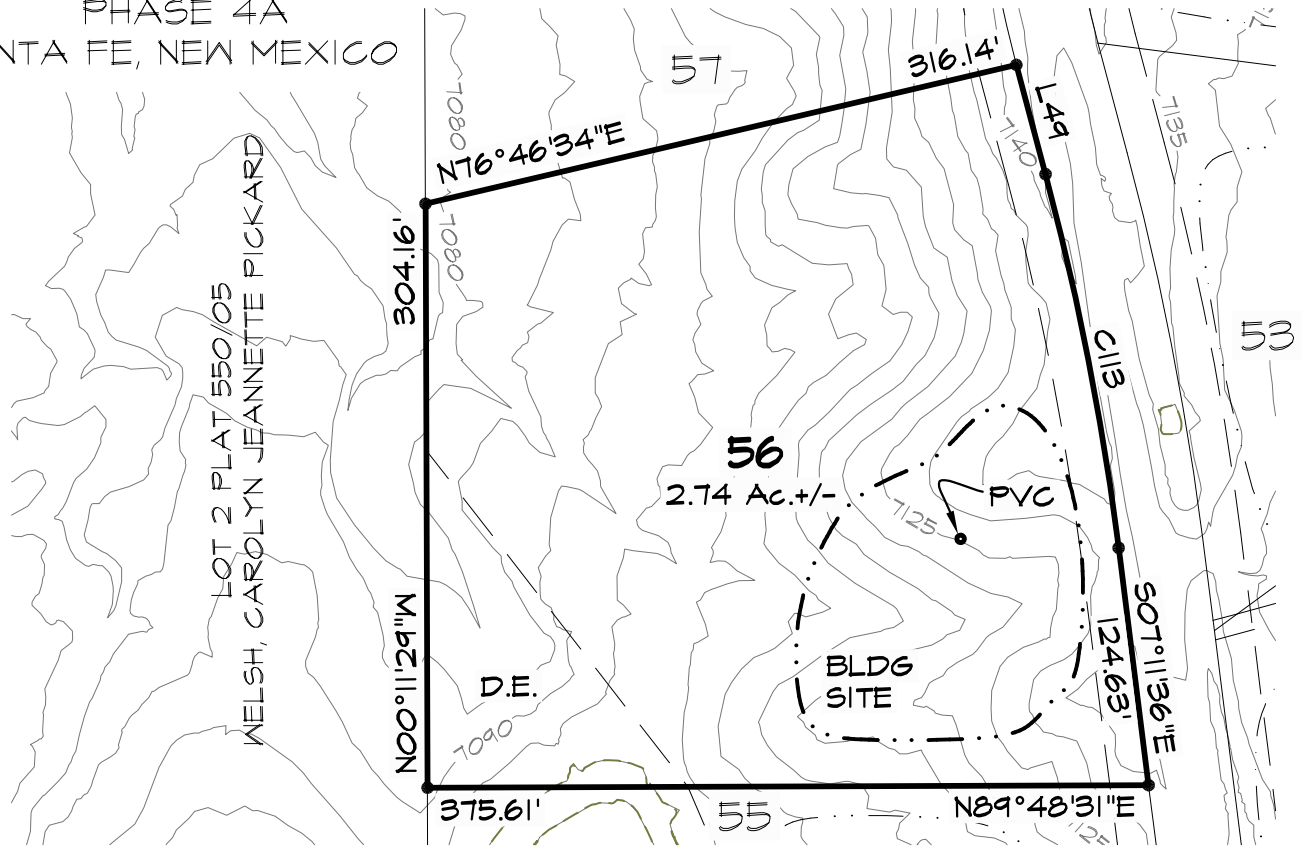 PHASE 4A
NTA FE, NEW MEXICO
57
316.14'
N76°46'34"E
L49
7080
7080
7140
7135
304.16'
LOT 2 PLAT 550/05
WELSH, CAROLYN JEANNETTE PICKARD
53
C113
56
2.74 Ac.+/-
PVC
7125
N00°11'29"W
S07°11'36"E
124.63'
BLDG
SITE
D.E.
7090
375.61'
55
N89°48'31"E